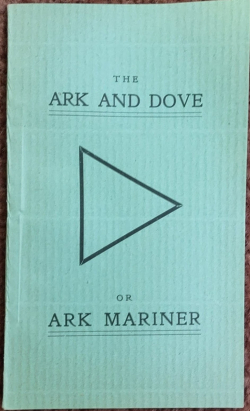 THE
ARK AND DOVE
OR
ARK MARINER